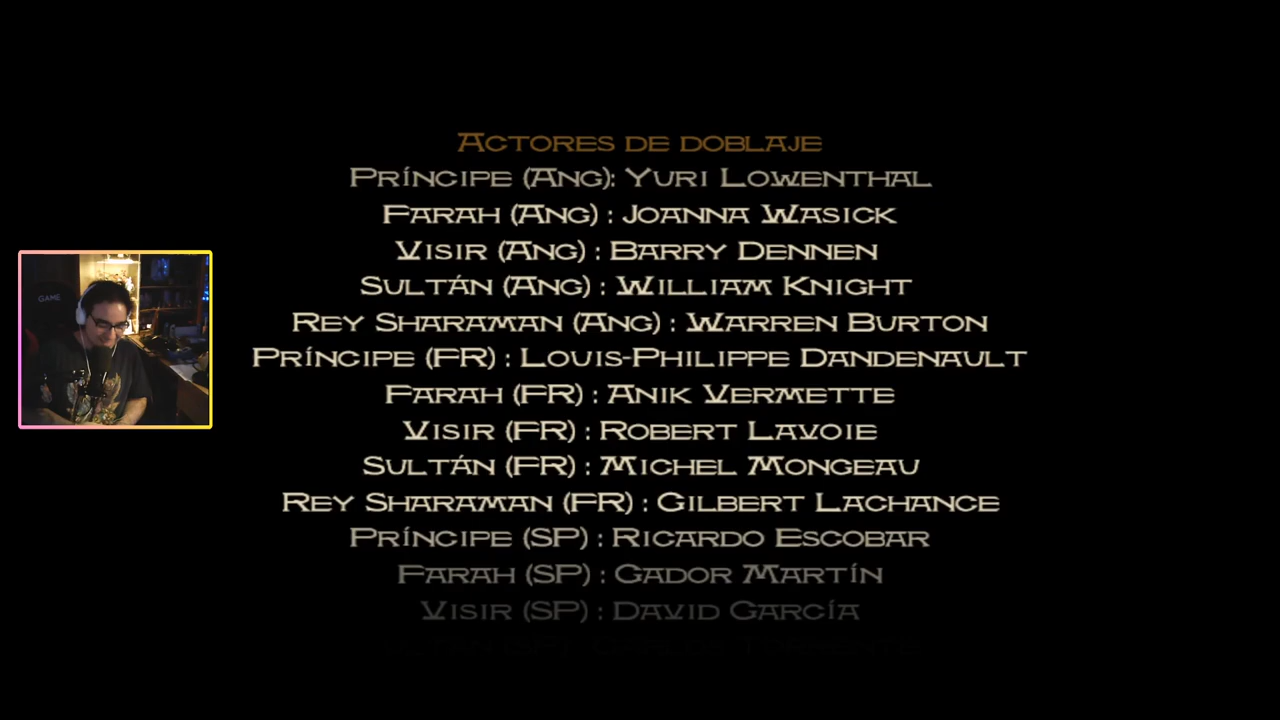 Actores de doblaje
Príncipe (Ang): Yuri Lowenthal
Farah (Ang) : Joanna Wasick
Visir (Ang) : Barry Dennen
Sultán (Ang) : William Knight
Rey Sharaman (Ang) : Warren Burton
Príncipe (FR) : Louis-Philippe Dandenault
Farah (FR) : Anik Vermette
Visir (FR) : Robert Lavoie
Sultán (FR) : Michel Mongeau
Rey Sharaman (FR) : Gilbert Lachance
Príncipe (SP) : Ricardo Escobar
Farah (SP) : Gador Martín
Visir (SP) : David García
GAME